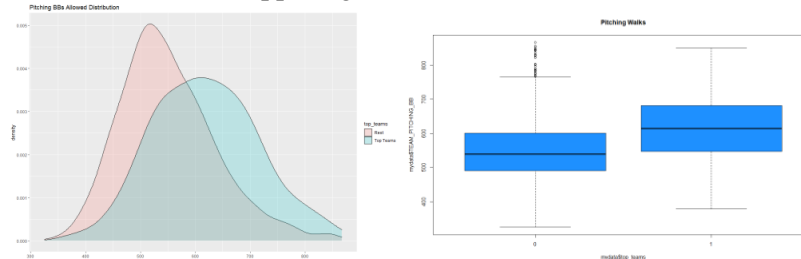 Pitching BBs Allowed Distribution
0.005
0.004
0.003
0.002
0.001
0.000
density
300
400
500
600
700
800
top_teams
Rest
Top Teams
Pitching Walks
mydata$TEAM_PITCHING_BB
800
700
600
500
400
0
1
mydata$top_teams